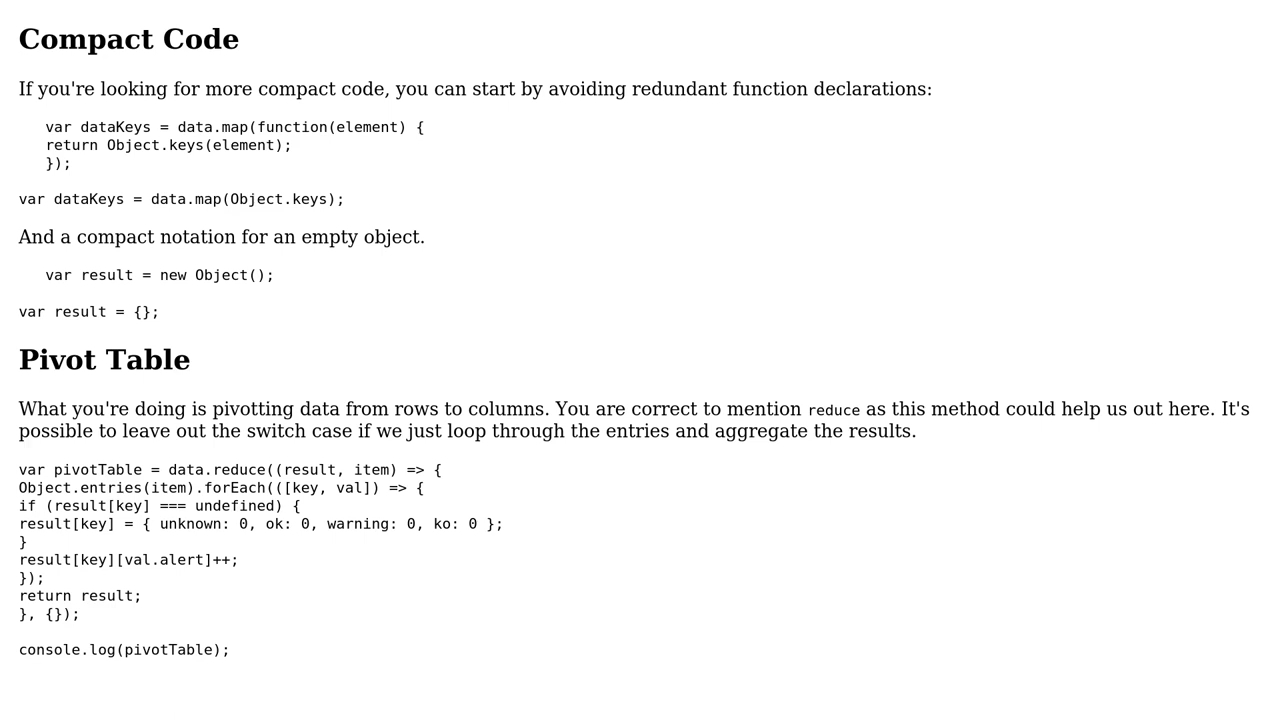 Compact Code
If you're looking for more compact code, you can start by avoiding redundant function declarations:
var dataKeys = data.map(function(element) {
return Object.keys(element);
});
var dataKeys = data.map(Object.keys);
And a compact notation for an empty object.
var result = new Object();
var result = {};
Pivot Table
What you're doing is pivotting data from rows to columns. You are correct to mention reduce as this method could help us out here. It's
possible to leave out the switch case if we just loop through the entries and aggregate the results.
var pivotTable = data.reduce((result, item) => {
Object.entries(item).forEach(([key, val]) => {
if (result[key] === undefined) {
result[key] = { unknown: 0, ok: 0, warning: 0, ko: 0 };
}
result[key][val.alert]++;
});
return result;
}, {});
console.log(pivotTable);